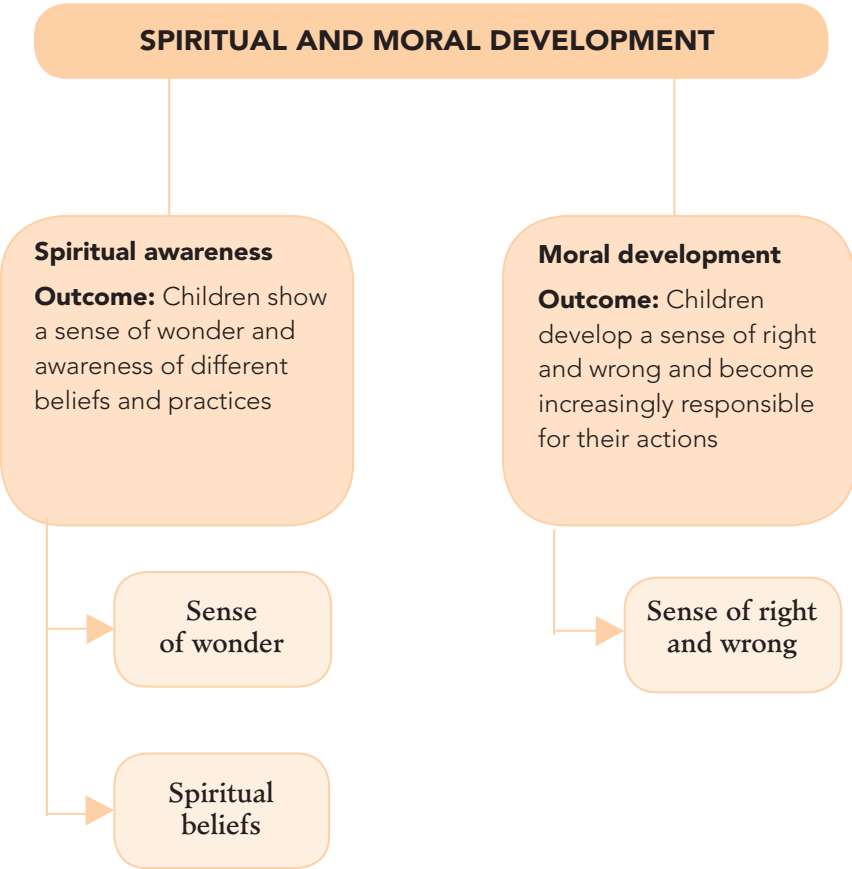 SPIRITUAL AND MORAL DEVELOPMENT
Spiritual awareness
Outcome: Children show
a sense of wonder and
awareness of different
beliefs and practices
Sense
of wonder
Spiritual
beliefs
Moral development
Outcome: Children
develop a sense of right
and wrong and become
increasingly responsible
for their actions
Sense of right
and wrong